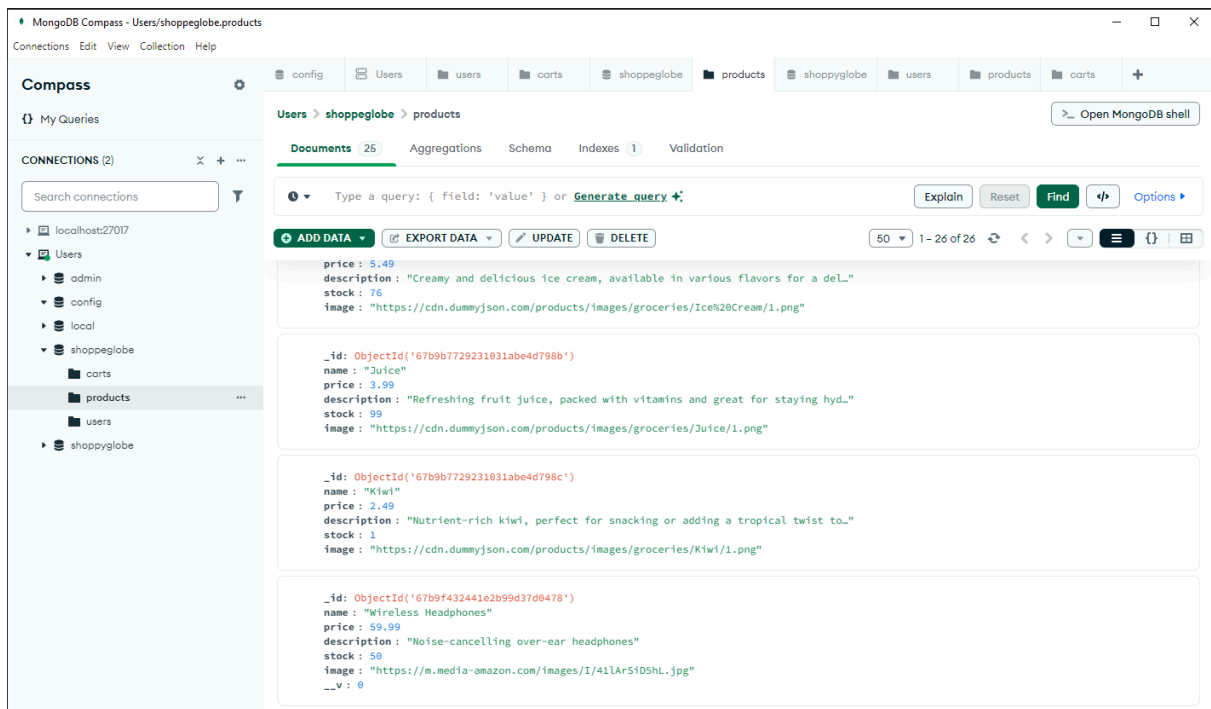 MongoDB Compass - Users/shoppeglobe.products
Connections Edit View Collection Help
Compass
{} My Queries
CONNECTIONS (2)
Search connections
localhost:27017
Users
admin
config
local
shoppeglobe
carts
products
users
shoppyglobe
config Users users carts shoppeglobe products shoppyglobe users products carts
Users > shoppeglobe > products
>_ Open MongoDB shell
Documents 25 Aggregations Schema Indexes 1 Validation
Type a query: { field: 'value' } or Generate query
Explain Reset Find </> Options
ADD DATA EXPORT DATA UPDATE DELETE
50 1 – 26 of 26 {}
price : 5.49
description : "Creamy and delicious ice cream, available in various flavors for a del…"
stock : 76
image : "https://cdn.dummyjson.com/products/images/groceries/Ice%20Cream/1.png"
_id: ObjectId('67b9b7729231031abe4d798b')
name : "Juice"
price : 3.99
description : "Refreshing fruit juice, packed with vitamins and great for staying hyd…"
stock : 99
image : "https://cdn.dummyjson.com/products/images/groceries/Juice/1.png"
_id: ObjectId('67b9b7729231031abe4d798c')
name : "Kiwi"
price : 2.49
description : "Nutrient-rich kiwi, perfect for snacking or adding a tropical twist to…"
stock : 1
image : "https://cdn.dummyjson.com/products/images/groceries/Kiwi/1.png"
_id: ObjectId('67b9f432441e2b99d37d0478')
name : "Wireless Headphones"
price : 59.99
description : "Noise-cancelling over-ear headphones"
stock : 50
image : "https://m.media-amazon.com/images/I/41lArSiD5hL.jpg"
__v : 0